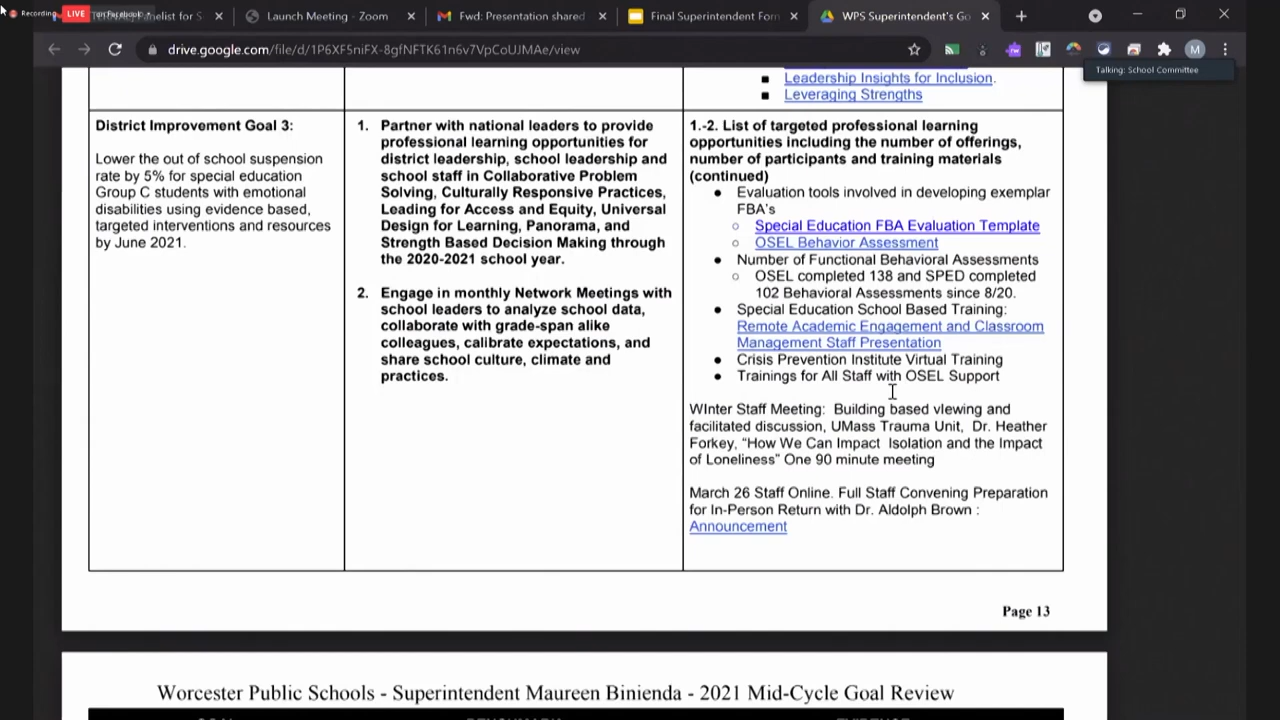 Recording
LIVE
on Facebook
nelist for S
Launch Meeting - Zoom
Fwd: Presentation shared
Final Superintendent Form
WPS Superintendent's Go
drive.google.com/file/d/1P6XF5niFX-8gfNFTK61n6v7VpCoUJMAe/view
M
Talking: School Committee
Leadership Insights for Inclusion.
Leveraging Strengths
District Improvement Goal 3:
Lower the out of school suspension
rate by 5% for special education
Group C students with emotional
disabilities using evidence based,
targeted interventions and resources
by June 2021.
1. Partner with national leaders to provide
professional learning opportunities for
district leadership, school leadership and
school staff in Collaborative Problem
Solving, Culturally Responsive Practices,
Leading for Access and Equity, Universal
Design for Learning, Panorama, and
Strength Based Decision Making through
the 2020-2021 school year.
2. Engage in monthly Network Meetings with
school leaders to analyze school data,
collaborate with grade-span alike
colleagues, calibrate expectations, and
share school culture, climate and
practices.
1.-2. List of targeted professional learning
opportunities including the number of offerings,
number of participants and training materials
(continued)
Evaluation tools involved in developing exemplar
FBA's
Special Education FBA Evaluation Template
OSEL Behavior Assessment
Number of Functional Behavioral Assessments
OSEL completed 138 and SPED completed
102 Behavioral Assessments since 8/20.
Special Education School Based Training:
Remote Academic Engagement and Classroom
Management Staff Presentation
Crisis Prevention Institute Virtual Training
Trainings for All Staff with OSEL Support
WInter Staff Meeting: Building based viewing and
facilitated discussion, UMass Trauma Unit, Dr. Heather
Forkey, "How We Can Impact Isolation and the Impact
of Loneliness" One 90 minute meeting
March 26 Staff Online. Full Staff Convening Preparation
for In-Person Return with Dr. Aldolph Brown :
Announcement
Page 13
Worcester Public Schools - Superintendent Maureen Binienda - 2021 Mid-Cycle Goal Review